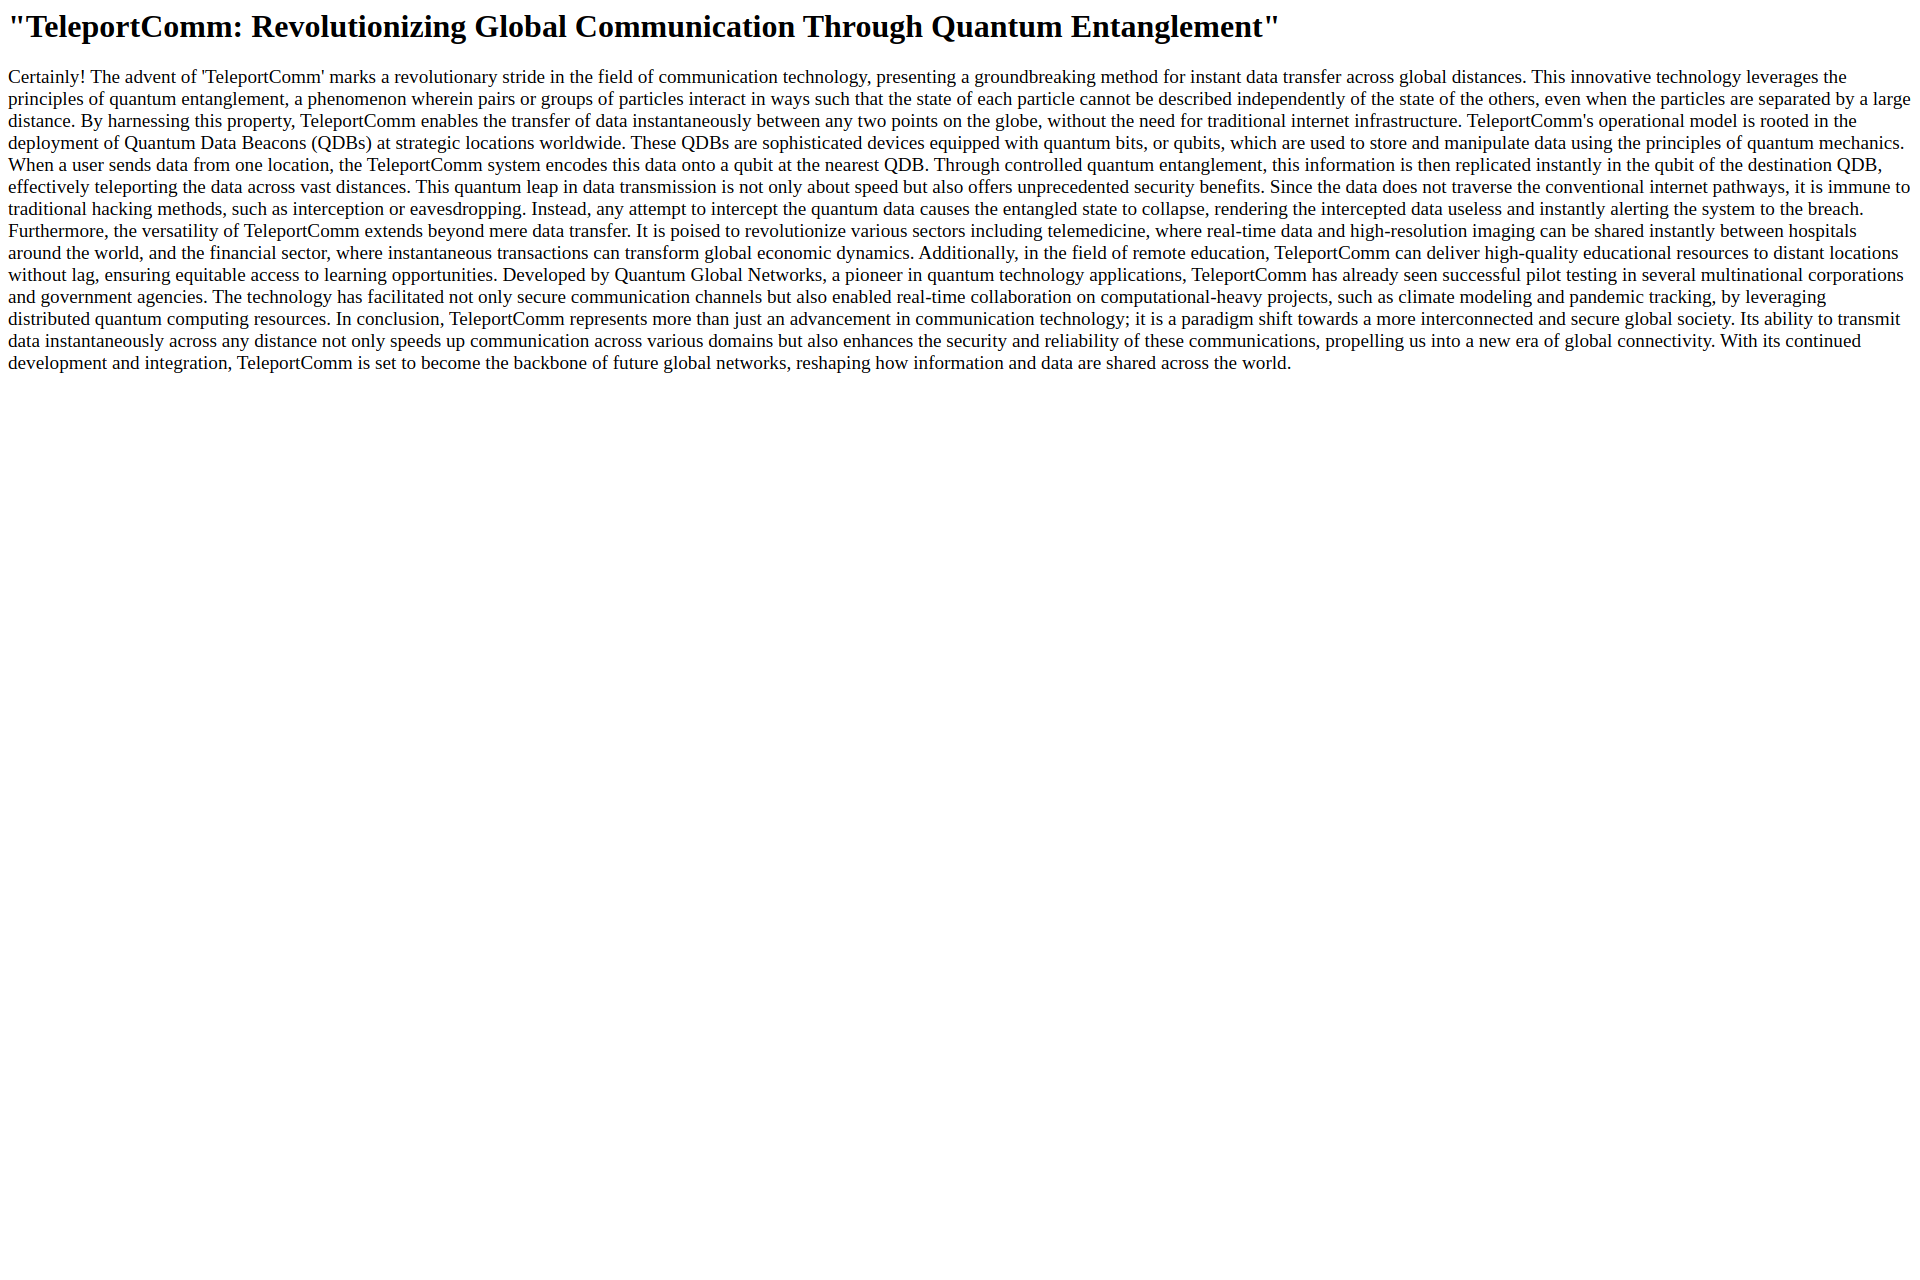 "TeleportComm: Revolutionizing Global Communication Through Quantum Entanglement"
Certainly! The advent of 'TeleportComm' marks a revolutionary stride in the field of communication technology, presenting a groundbreaking method for instant data transfer across global distances. This innovative technology leverages the
principles of quantum entanglement, a phenomenon wherein pairs or groups of particles interact in ways such that the state of each particle cannot be described independently of the state of the others, even when the particles are separated by a large
distance. By harnessing this property, TeleportComm enables the transfer of data instantaneously between any two points on the globe, without the need for traditional internet infrastructure. TeleportComm's operational model is rooted in the
deployment of Quantum Data Beacons (QDBs) at strategic locations worldwide. These QDBs are sophisticated devices equipped with quantum bits, or qubits, which are used to store and manipulate data using the principles of quantum mechanics.
When a user sends data from one location, the TeleportComm system encodes this data onto a qubit at the nearest QDB. Through controlled quantum entanglement, this information is then replicated instantly in the qubit of the destination QDB,
effectively teleporting the data across vast distances. This quantum leap in data transmission is not only about speed but also offers unprecedented security benefits. Since the data does not traverse the conventional internet pathways, it is immune to
traditional hacking methods, such as interception or eavesdropping. Instead, any attempt to intercept the quantum data causes the entangled state to collapse, rendering the intercepted data useless and instantly alerting the system to the breach.
Furthermore, the versatility of TeleportComm extends beyond mere data transfer. It is poised to revolutionize various sectors including telemedicine, where real-time data and high-resolution imaging can be shared instantly between hospitals
around the world, and the financial sector, where instantaneous transactions can transform global economic dynamics. Additionally, in the field of remote education, TeleportComm can deliver high-quality educational resources to distant locations
without lag, ensuring equitable access to learning opportunities. Developed by Quantum Global Networks, a pioneer in quantum technology applications, TeleportComm has already seen successful pilot testing in several multinational corporations
and government agencies. The technology has facilitated not only secure communication channels but also enabled real-time collaboration on computational-heavy projects, such as climate modeling and pandemic tracking, by leveraging
distributed quantum computing resources. In conclusion, TeleportComm represents more than just an advancement in communication technology; it is a paradigm shift towards a more interconnected and secure global society. Its ability to transmit
data instantaneously across any distance not only speeds up communication across various domains but also enhances the security and reliability of these communications, propelling us into a new era of global connectivity. With its continued
development and integration, TeleportComm is set to become the backbone of future global networks, reshaping how information and data are shared across the world.